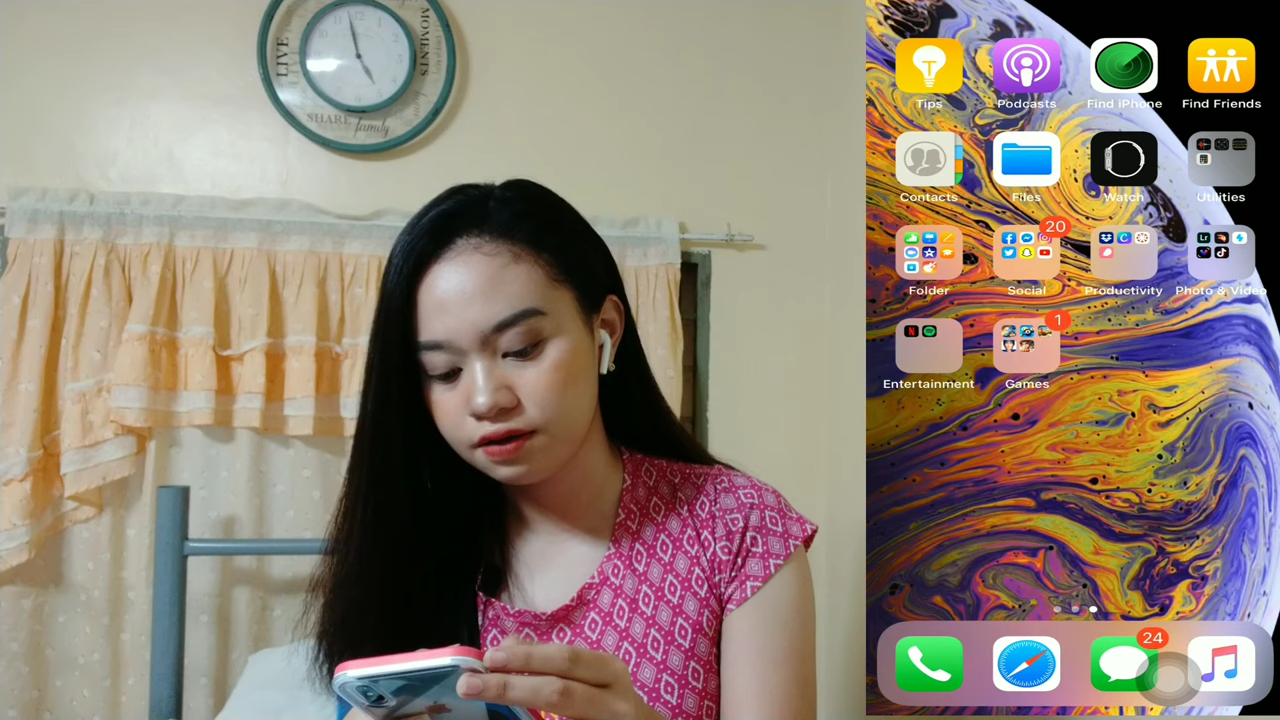 LIVE
MOMENTS
SHARE family
12
Tips
Podcasts
Find iPhone
Find Friends
Contacts
Files
Watch
Utilities
20
Folder
Social
Productivity
Photo & Video
1
Entertainment
Games
24